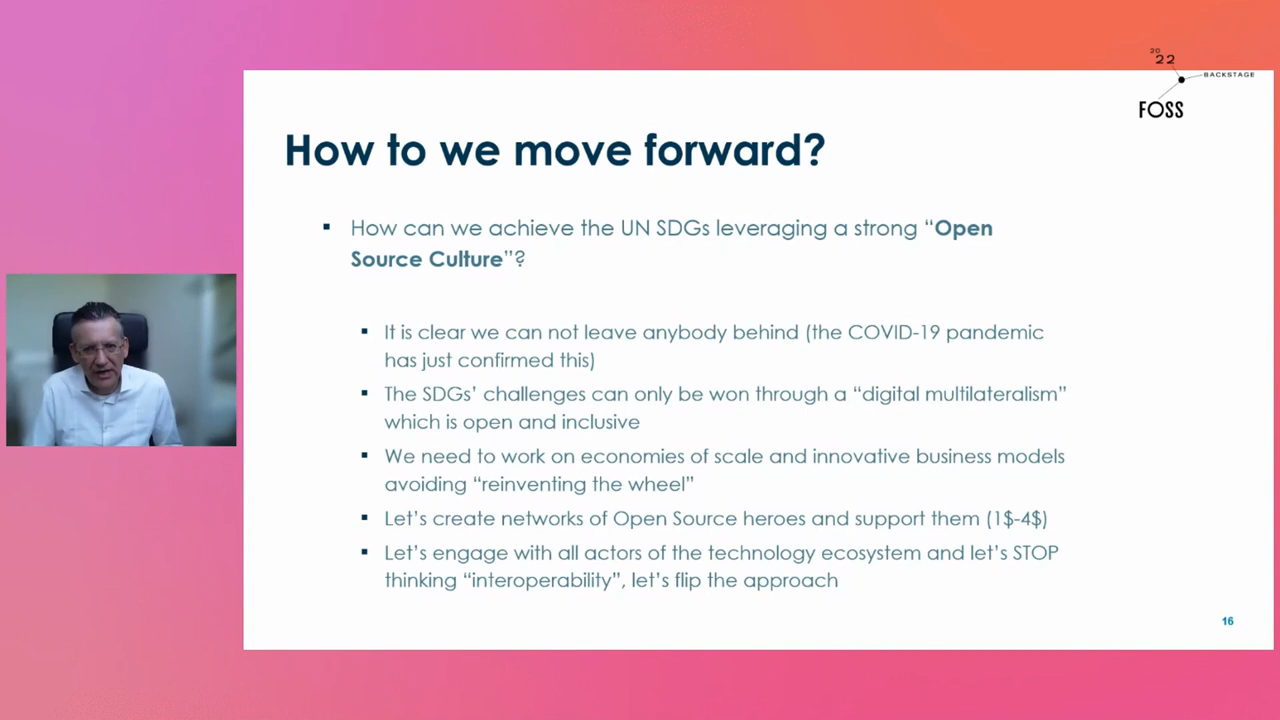 20
22
BACKSTAGE
FOSS
How to we move forward?
▪ How can we achieve the UN SDGs leveraging a strong “Open
Source Culture”?
▪ It is clear we can not leave anybody behind (the COVID-19 pandemic
has just confirmed this)
▪ The SDGs’ challenges can only be won through a “digital multilateralism”
which is open and inclusive
▪ We need to work on economies of scale and innovative business models
avoiding “reinventing the wheel”
▪ Let’s create networks of Open Source heroes and support them (1$-4$)
▪ Let’s engage with all actors of the technology ecosystem and let’s STOP
thinking “interoperability”, let’s flip the approach
16